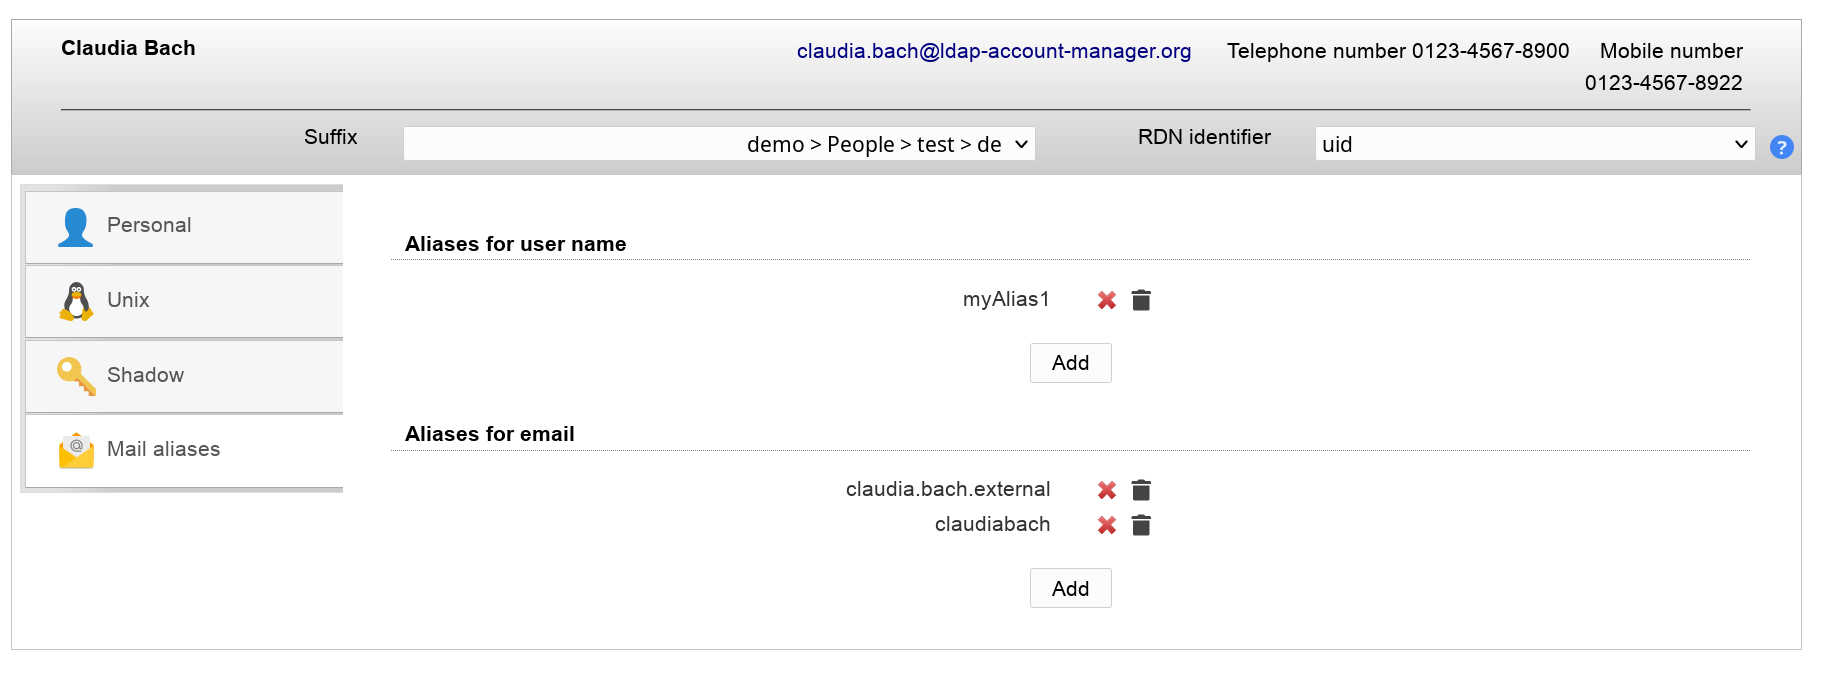 Claudia Bach
claudia.bach@ldap-account-manager.org Telephone number 0123-4567-8900 Mobile number
0123-4567-8922
Suffix demo > People > test > de RDN identifier uid ?
Personal
Unix
Shadow
Mail aliases
Aliases for user name
myAlias1
Add
Aliases for email
claudia.bach.external
claudiabach
Add